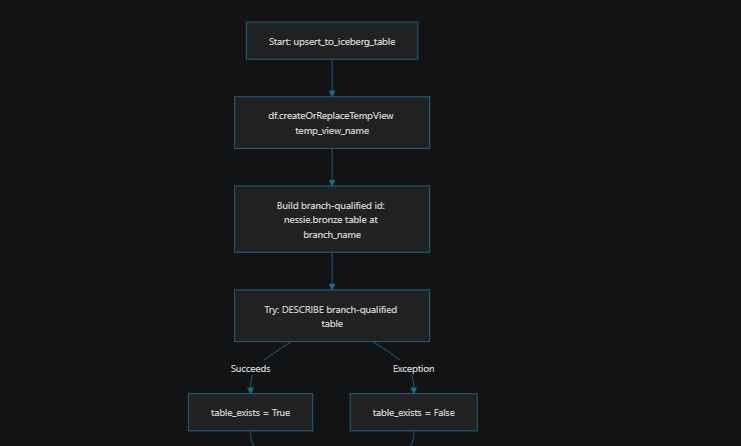 Start: upsert_to_iceberg_table
df.createOrReplaceTempView
temp_view_name
Build branch-qualified id:
nessie.bronze table at
branch_name
Try: DESCRIBE branch-qualified
table
Succeeds
Exception
table_exists = True
table_exists = False